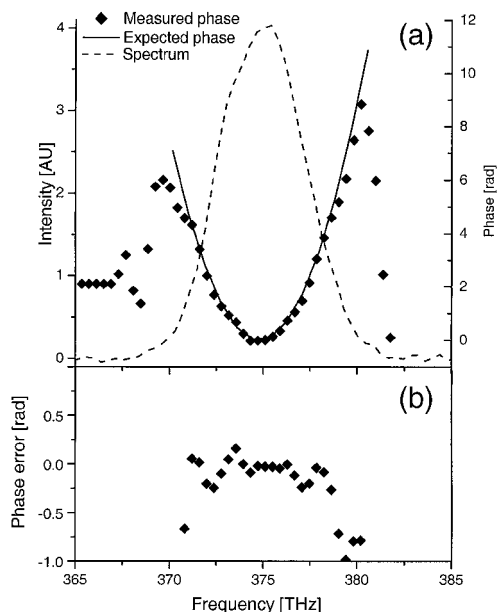 Measured phase
Expected phase
Spectrum
(a)
Intensity [AU]
4
3
2
1
0
Phase [rad]
12
10
8
6
4
2
0
(b)
Phase error [rad]
0.5
0.0
-0.5
-1.0
365 370 375 380 385
Frequency [THz]